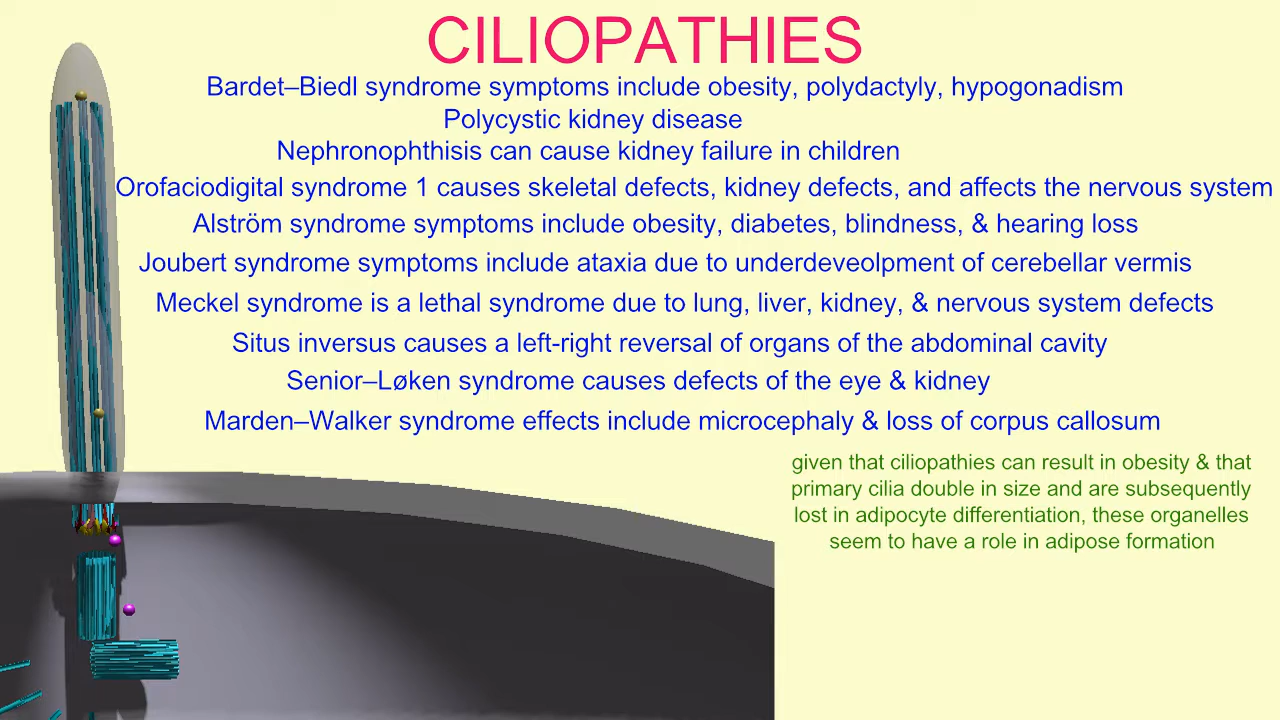 CILIOPATHIES
Bardet–Biedl syndrome symptoms include obesity, polydactyly, hypogonadism
Polycystic kidney disease
Nephronophthisis can cause kidney failure in children
Orofaciodigital syndrome 1 causes skeletal defects, kidney defects, and affects the nervous system
Alström syndrome symptoms include obesity, diabetes, blindness, & hearing loss
Joubert syndrome symptoms include ataxia due to underdeveolpment of cerebellar vermis
Meckel syndrome is a lethal syndrome due to lung, liver, kidney, & nervous system defects
Situs inversus causes a left-right reversal of organs of the abdominal cavity
Senior–Løken syndrome causes defects of the eye & kidney
Marden–Walker syndrome effects include microcephaly & loss of corpus callosum
given that ciliopathies can result in obesity & that
primary cilia double in size and are subsequently
lost in adipocyte differentiation, these organelles
seem to have a role in adipose formation